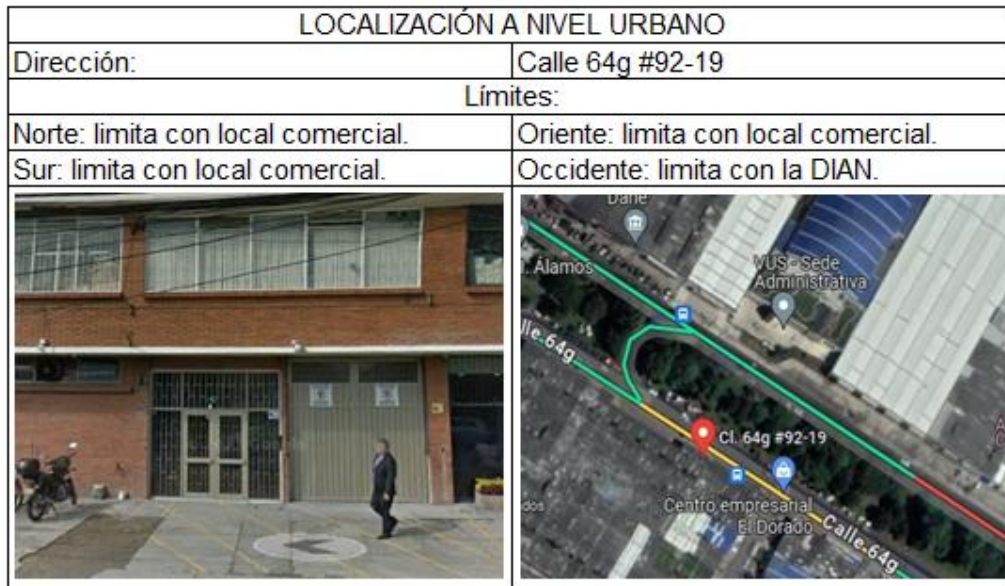 LOCALIZACIÓN A NIVEL URBANO
Dirección:
Calle 64g #92-19
Límites:
Norte: limita con local comercial.
Oriente: limita con local comercial.
Sur: limita con local comercial.
Occidente: limita con la DIAN.
Dane
Álamos
VUS - Sede
Administrativa
lle 64g
Cl. 64g #92-19
Centro empresarial
El Dorado
Calle 64g
dos